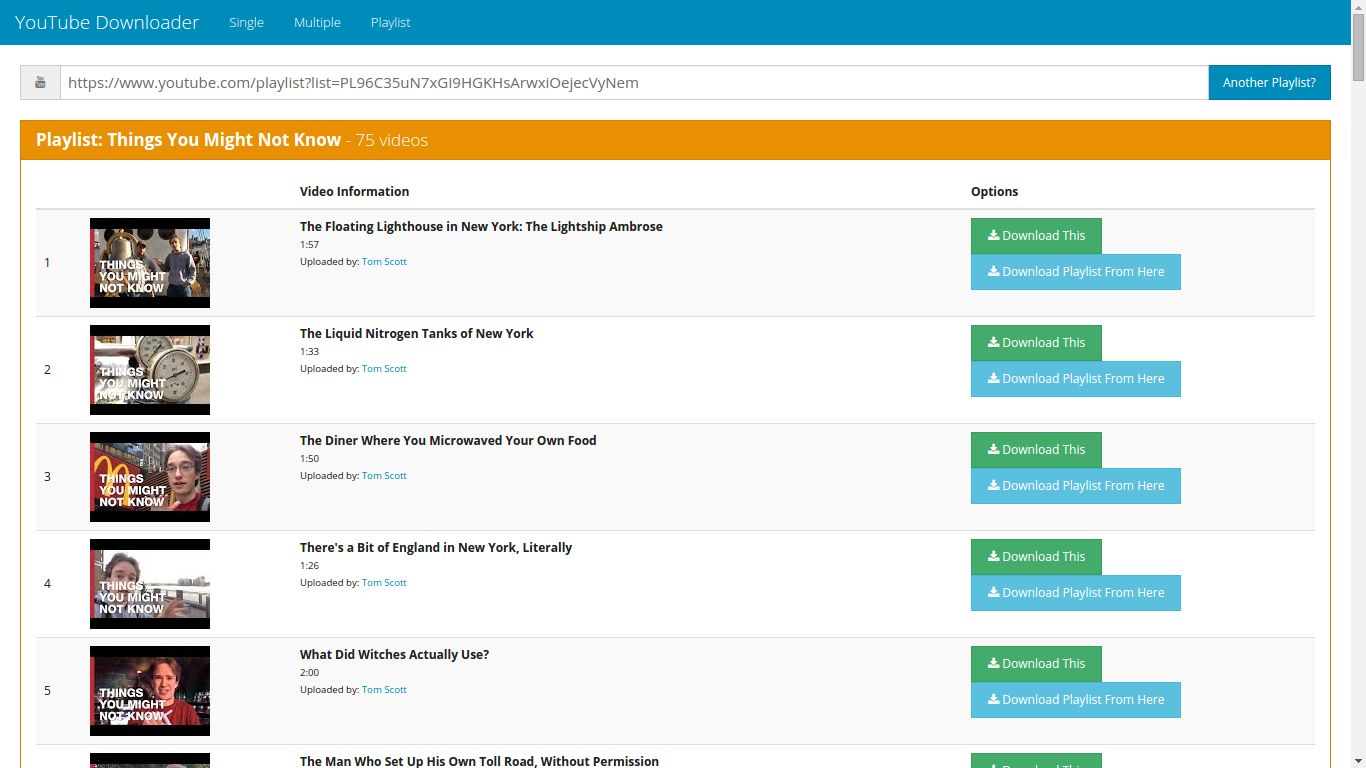 YouTube Downloader Single Multiple Playlist
https://www.youtube.com/playlist?list=PL96C35uN7xGI9HGKHsArwxiOejecVyNem Another Playlist?
Playlist: Things You Might Not Know - 75 videos
Video Information Options
1
THINGS
YOU MIGHT
NOT KNOW
The Floating Lighthouse in New York: The Lightship Ambrose
1:57
Uploaded by: Tom Scott
Download This
Download Playlist From Here
2
THINGS
YOU MIGHT
NOT KNOW
The Liquid Nitrogen Tanks of New York
1:33
Uploaded by: Tom Scott
Download This
Download Playlist From Here
3
THINGS
YOU MIGHT
NOT KNOW
The Diner Where You Microwaved Your Own Food
1:50
Uploaded by: Tom Scott
Download This
Download Playlist From Here
4
THINGS
YOU MIGHT
NOT KNOW
There's a Bit of England in New York, Literally
1:26
Uploaded by: Tom Scott
Download This
Download Playlist From Here
5
THINGS
YOU MIGHT
NOT KNOW
What Did Witches Actually Use?
2:00
Uploaded by: Tom Scott
Download This
Download Playlist From Here
The Man Who Set Up His Own Toll Road, Without Permission
Download This